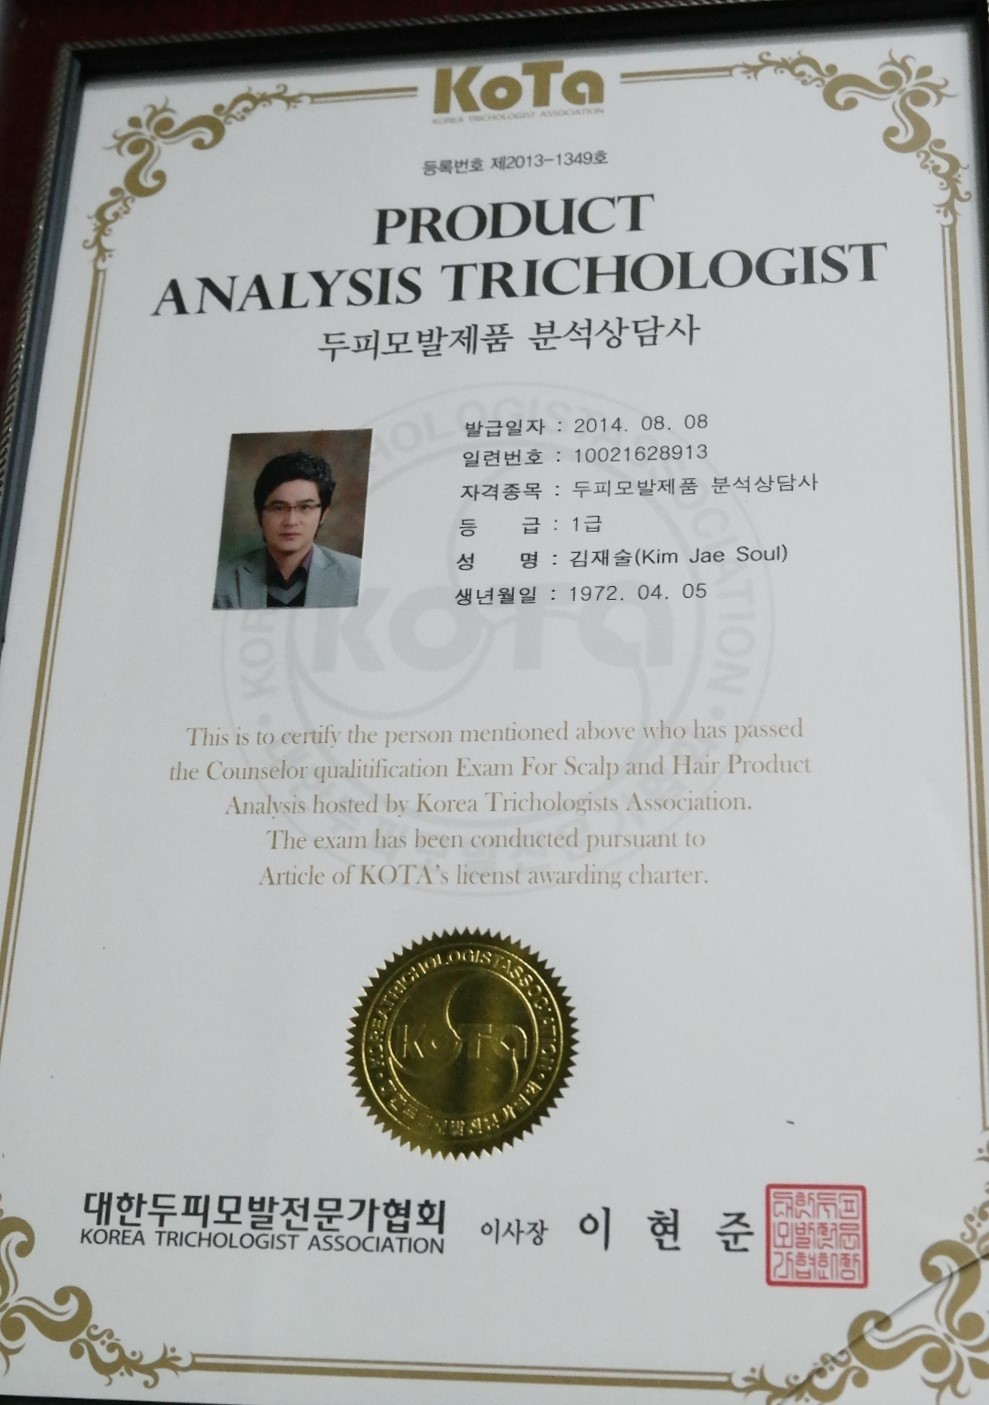 KoTa
KOREA TRICHOLOGIST ASSOCIATION
등록번호 제2013-1349호
PRODUCT
ANALYSIS TRICHOLOGIST
두피모발제품 분석상담사
발급일자 : 2014. 08. 08
일련번호 : 10021628913
자격종목 : 두피모발제품 분석상담사
등 급 : 1급
성 명 : 김재술(Kim Jae Soul)
생년월일 : 1972. 04. 05
This is to certify the person mentioned above who has passed
the Counselor qualitification Exam For Scalp and Hair Product
Analysis hosted by Korea Trichologists Association.
The exam has been conducted pursuant to
Article of KOTA's licenst awarding charter.
KOREA TRICHOLOGIST ASSOCIATION
KOTA
대한두피모발전문가협회
KOREA TRICHOLOGIST ASSOCIATION
이사장 이 현 준